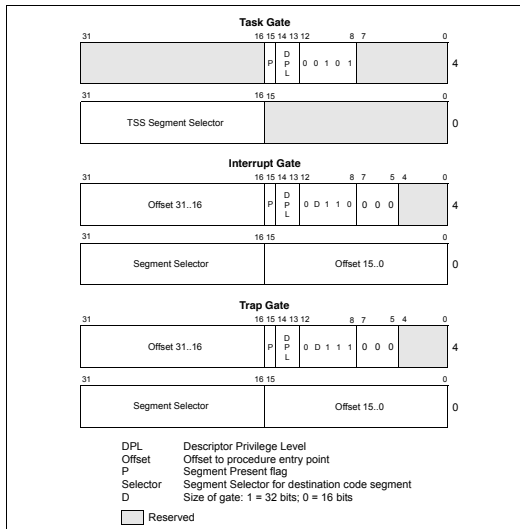 Task Gate
31 16 15 14 13 12 8 7 0
P D P L 0 0 1 0 1 4
31 16 15 0
TSS Segment Selector 0
Interrupt Gate
31 16 15 14 13 12 8 7 5 4 0
Offset 31..16 P D P L 0 D 1 1 0 0 0 0 4
31 16 15 0
Segment Selector Offset 15..0 0
Trap Gate
31 16 15 14 13 12 8 7 5 4 0
Offset 31..16 P D P L 0 D 1 1 1 0 0 0 4
31 16 15 0
Segment Selector Offset 15..0 0
DPL Descriptor Privilege Level
Offset Offset to procedure entry point
P Segment Present flag
Selector Segment Selector for destination code segment
D Size of gate: 1 = 32 bits; 0 = 16 bits
Reserved